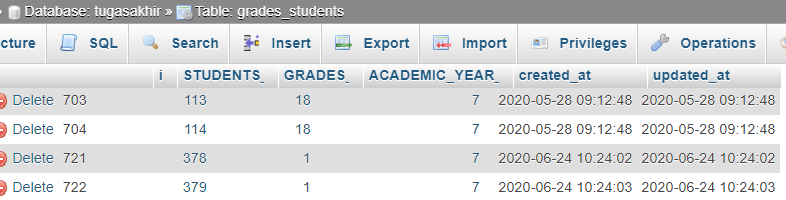 » Database: tugasakhir » Table: grades_students
cture SQL Search Insert Export Import Privileges Operations
i STUDENTS_ GRADES_ ACADEMIC_YEAR_ created_at updated_at
Delete 703 113 18 7 2020-05-28 09:12:48 2020-05-28 09:12:48
Delete 704 114 18 7 2020-05-28 09:12:48 2020-05-28 09:12:48
Delete 721 378 1 7 2020-06-24 10:24:02 2020-06-24 10:24:02
Delete 722 379 1 7 2020-06-24 10:24:03 2020-06-24 10:24:03